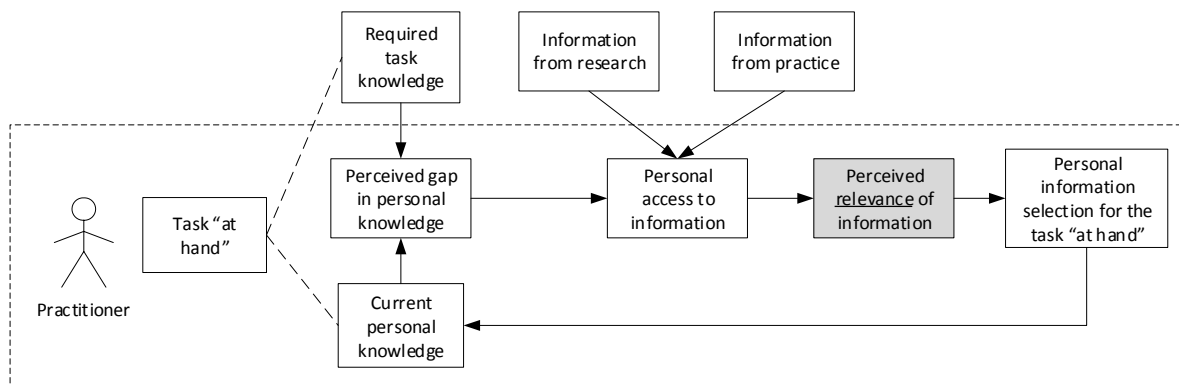 Required
task
knowledge
Information
from research
Information
from practice
Perceived gap
in personal
knowledge
Personal
access to
information
Perceived
relevance of
information
Personal
information
selection for the
task “at hand”
Task “at
hand”
Practitioner
Current
personal
knowledge